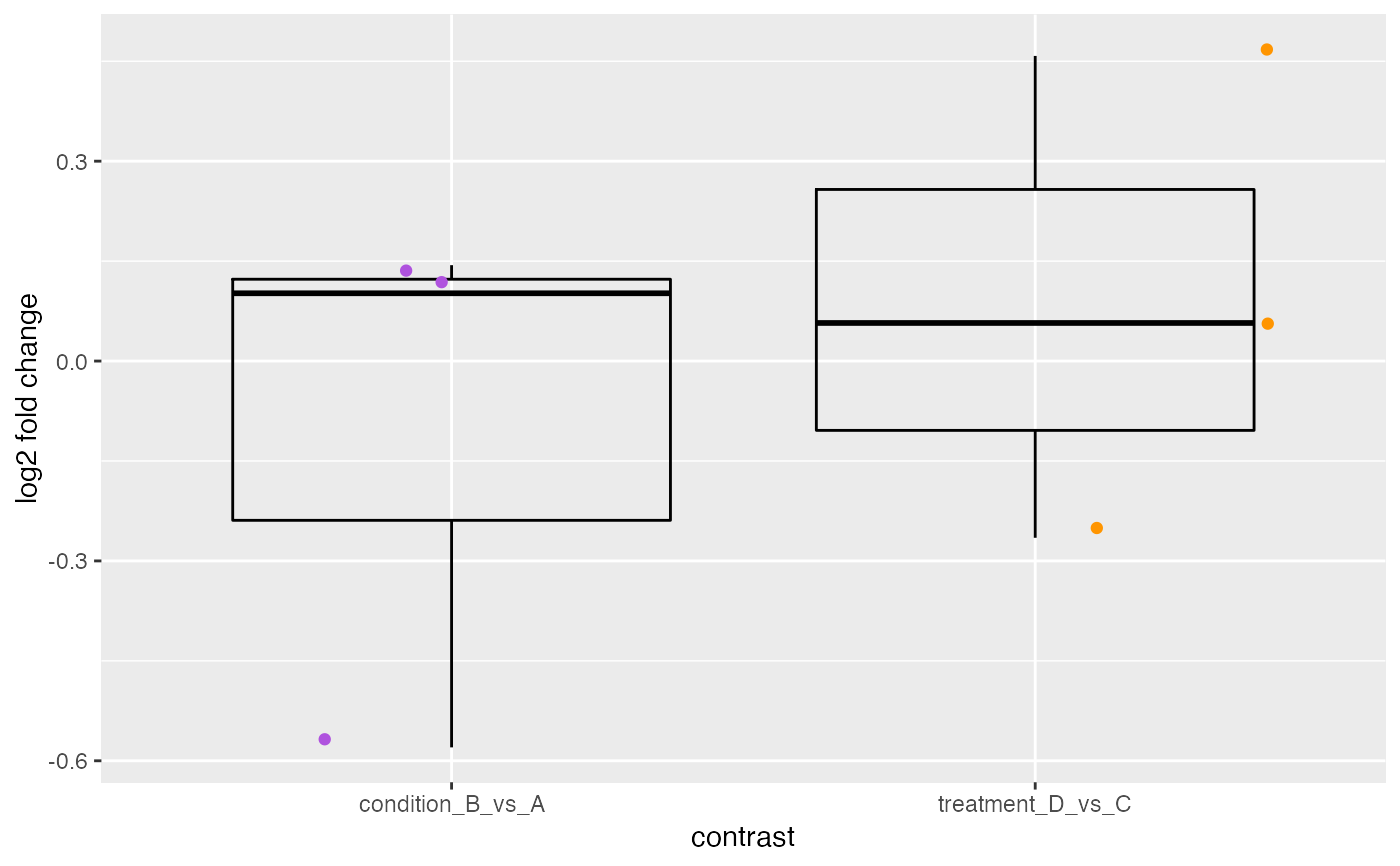 log2 fold change
0.3
0.0
-0.3
-0.6
condition_B_vs_A
treatment_D_vs_C
contrast